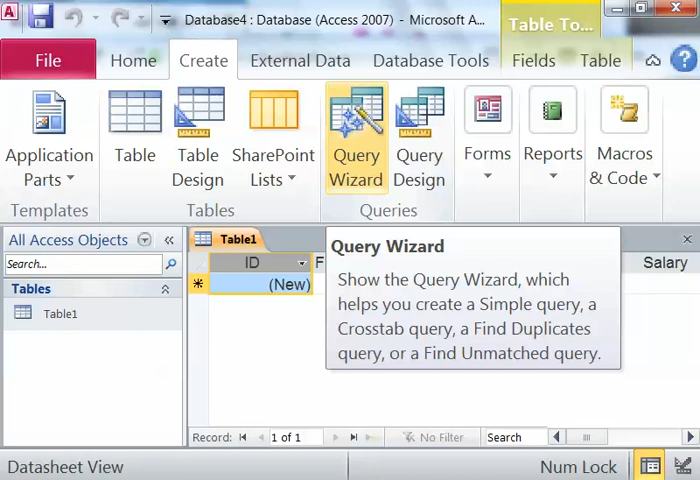 Database4 : Database (Access 2007) - Microsoft A...
Table To...
File Home Create External Data Database Tools Fields Table
Application Parts
Table
Table Design
SharePoint Lists
Query Wizard
Query Design
Forms
Reports
Macros & Code
Templates Tables Queries
All Access Objects
Search...
Tables
Table1
Table1
ID F Salary
(New)
Query Wizard
Show the Query Wizard, which
helps you create a Simple query, a
Crosstab query, a Find Duplicates
query, or a Find Unmatched query.
Record: 1 of 1 No Filter Search
Datasheet View Num Lock